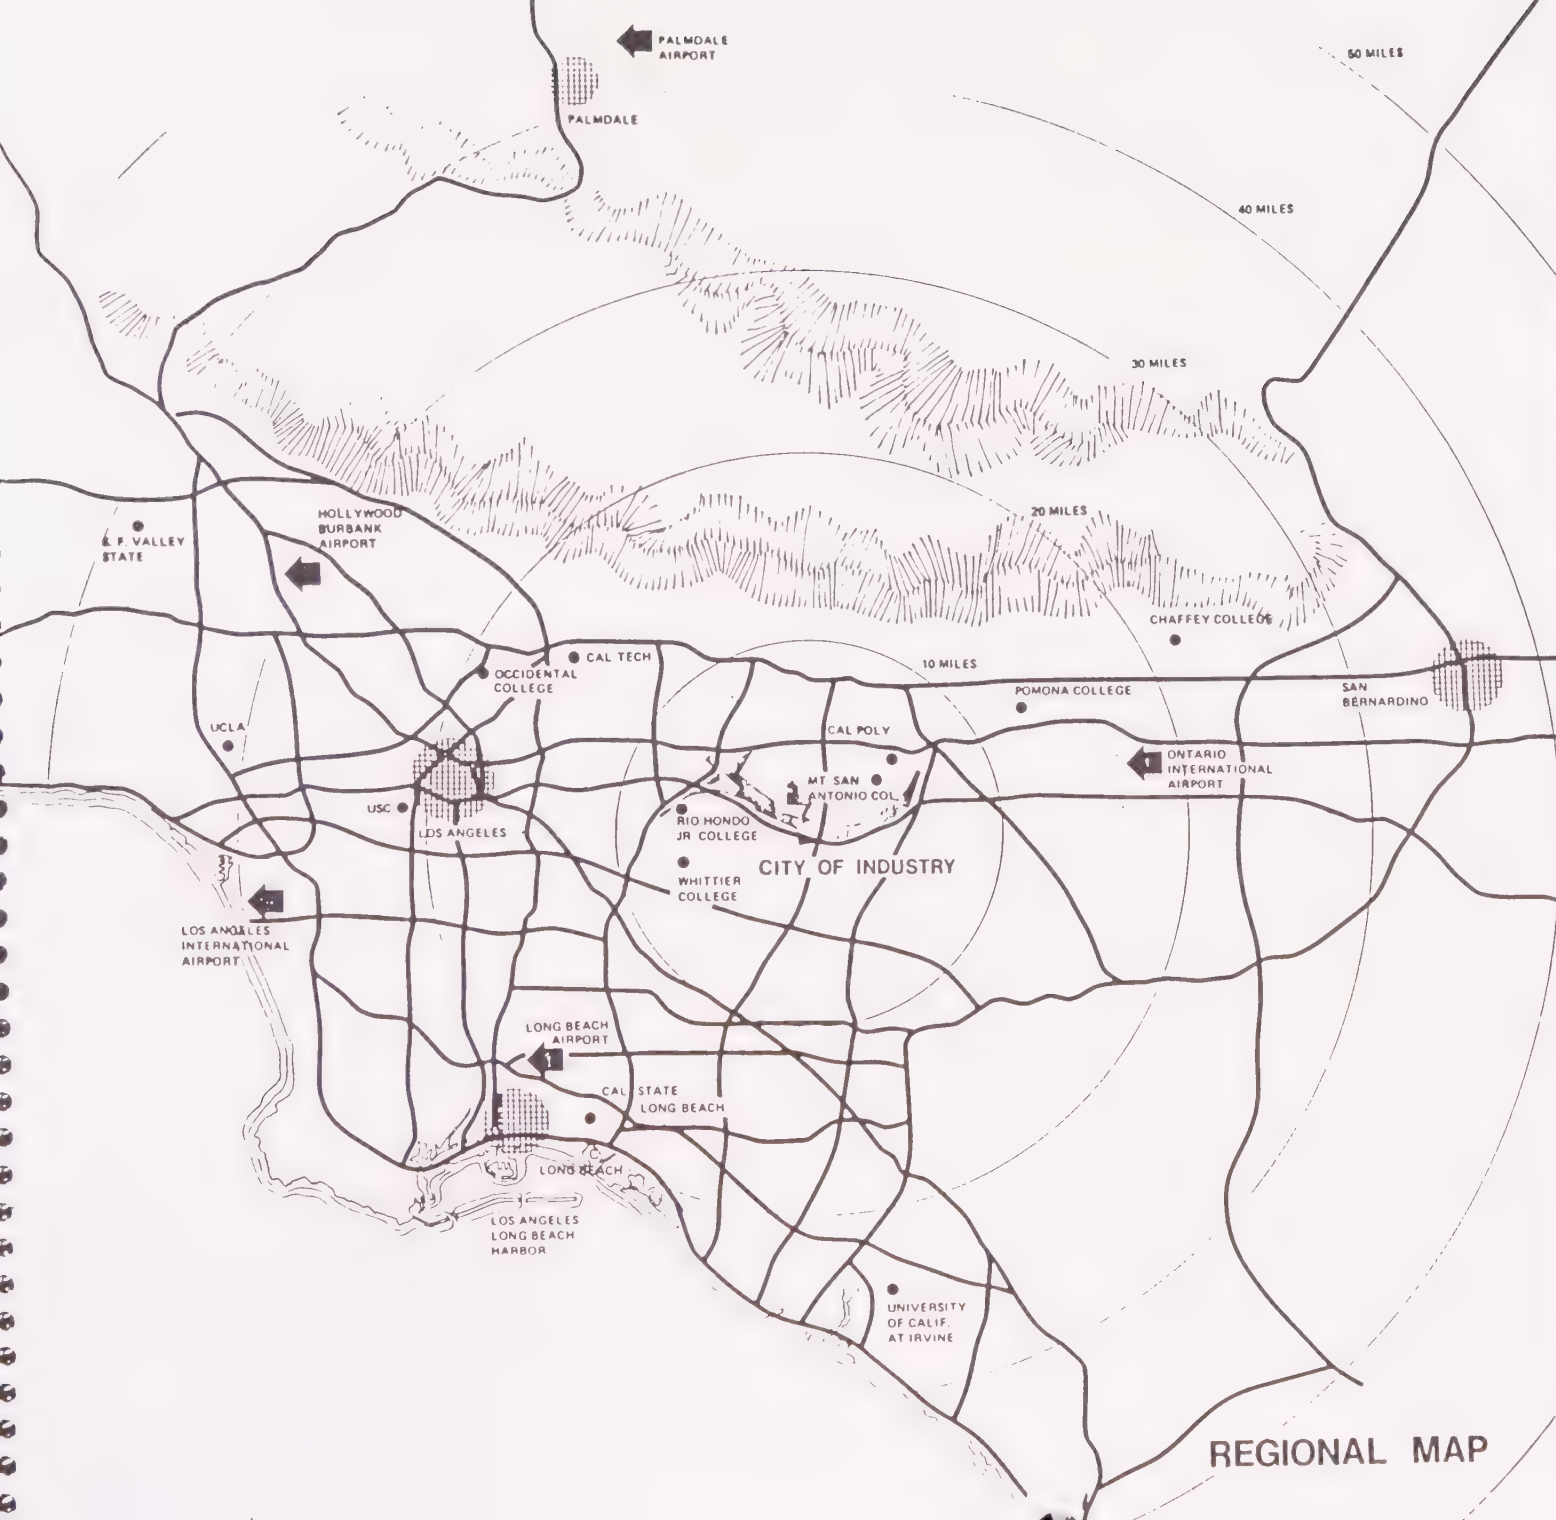 PALMDALE
AIRPORT
50 MILES
PALMDALE
40 MILES
30 MILES
HOLLYWOOD
BURBANK
AIRPORT
20 MILES
F. VALLEY
STATE
CHAFFEY COLLEGE
CAL TECH
10 MILES
OCCIDENTAL
COLLEGE
POMONA COLLEGE
SAN
BERNARDINO
UCLA
CAL POLY
ONTARIO
INTERNATIONAL
AIRPORT
MT SAN
ANTONIO COL.
USC
RIO HONDO
JR COLLEGE
LOS ANGELES
CITY OF INDUSTRY
WHITTIER
COLLEGE
LOS ANGELES
INTERNATIONAL
AIRPORT
LONG BEACH
AIRPORT
CAL STATE
LONG BEACH
LONG BEACH
LOS ANGELES
LONG BEACH
HARBOR
UNIVERSITY
OF CALIF.
AT IRVINE
REGIONAL MAP